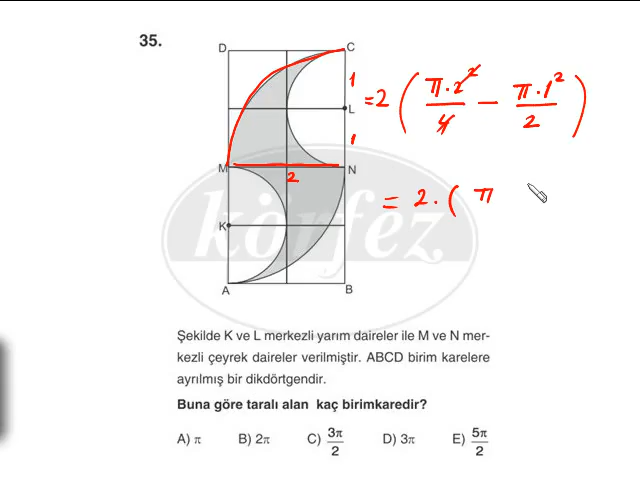 35.
D C
1
L
= 2 ( π·2² / 4 − π·1² / 2 )
1
M 2 N
= 2·( π
körfez
K
A B
Şekilde K ve L merkezli yarım daireler ile M ve N mer-
kezli çeyrek daireler verilmiştir. ABCD birim karelere
ayrılmış bir dikdörtgendir.
Buna göre taralı alan kaç birimkaredir?
A) π B) 2π C) 3π/2 D) 3π E) 5π/2